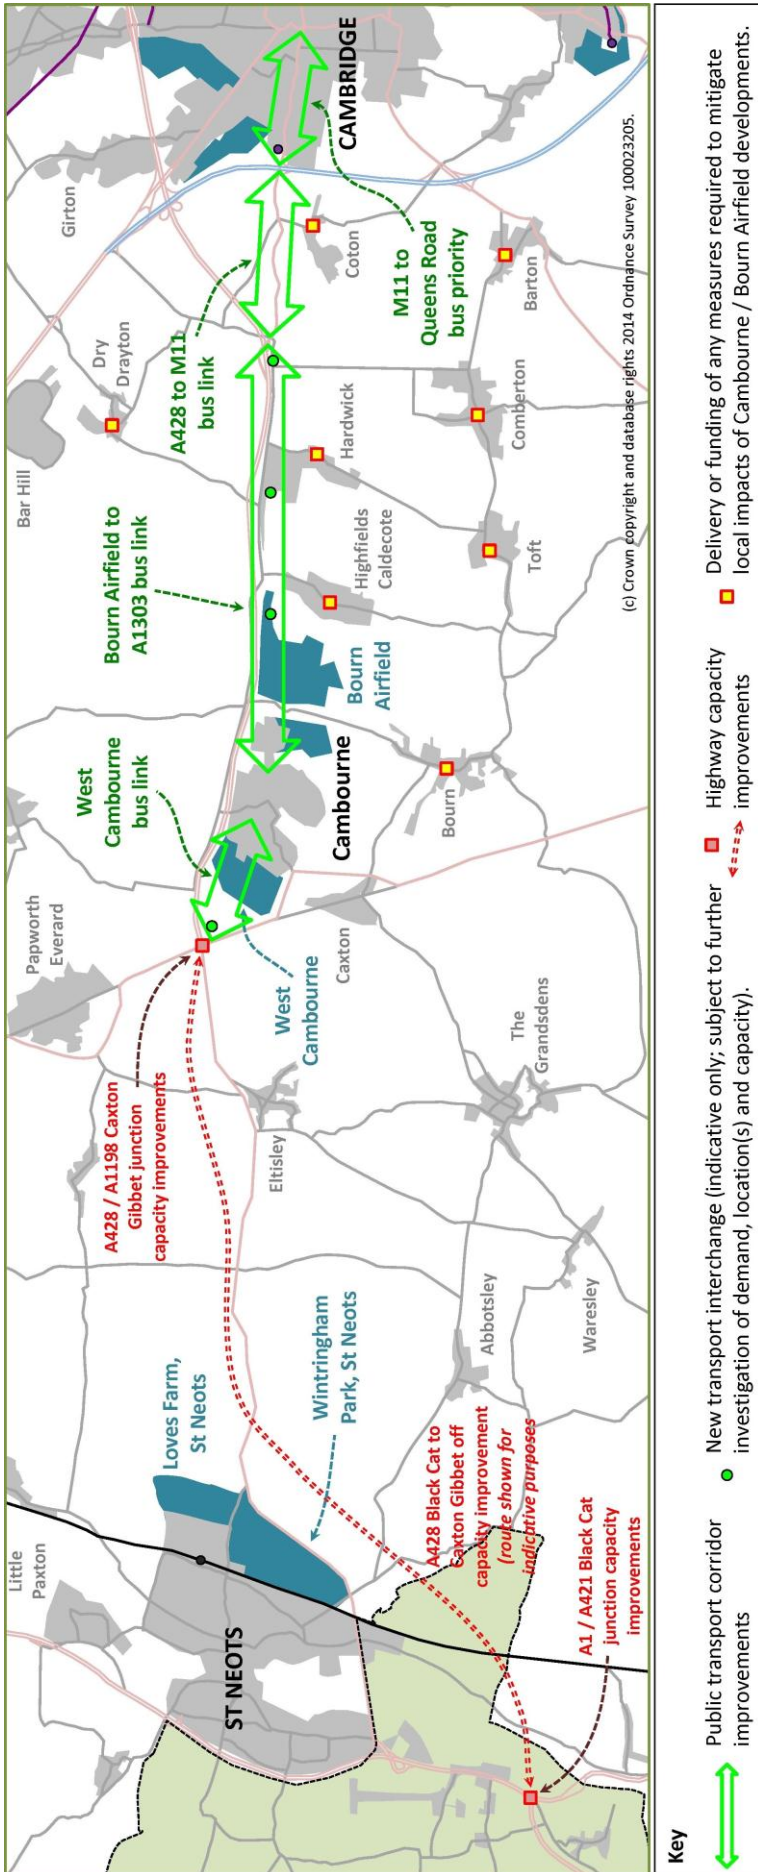 Little
Paxton
ST NEOTS
Loves Farm,
St Neots
Wintringham
Park, St Neots
A428 Black Cat to
Caxton Gibbet off
capacity improvement
(route shown for
indicative purposes
A1 / A421 Black Cat
junction capacity
improvements
Abbotsley
Waresley
A428 / A1198 Caxton
Gibbet junction
capacity improvements
Eltisley
The
Grandsdens
Papworth
Everard
West
Cambourne
Caxton
West
Cambourne
bus link
Cambourne
Bourn
Bourn Airfield to
A1303 bus link
Bourn
Airfield
Highfields
Caldecote
Toft
Bar Hill
Dry
Drayton
Hardwick
Comberton
A428 to M11
bus link
Girton
Coton
Barton
M11 to
Queens Road
bus priority
CAMBRIDGE
(c) Crown copyright and database rights 2014 Ordnance Survey 100023205.
Key
Public transport corridor
improvements
New transport interchange (indicative only; subject to further
investigation of demand, location(s) and capacity).
Highway capacity
improvements
Delivery or funding of any measures required to mitigate
local impacts of Cambourne / Bourn Airfield developments.